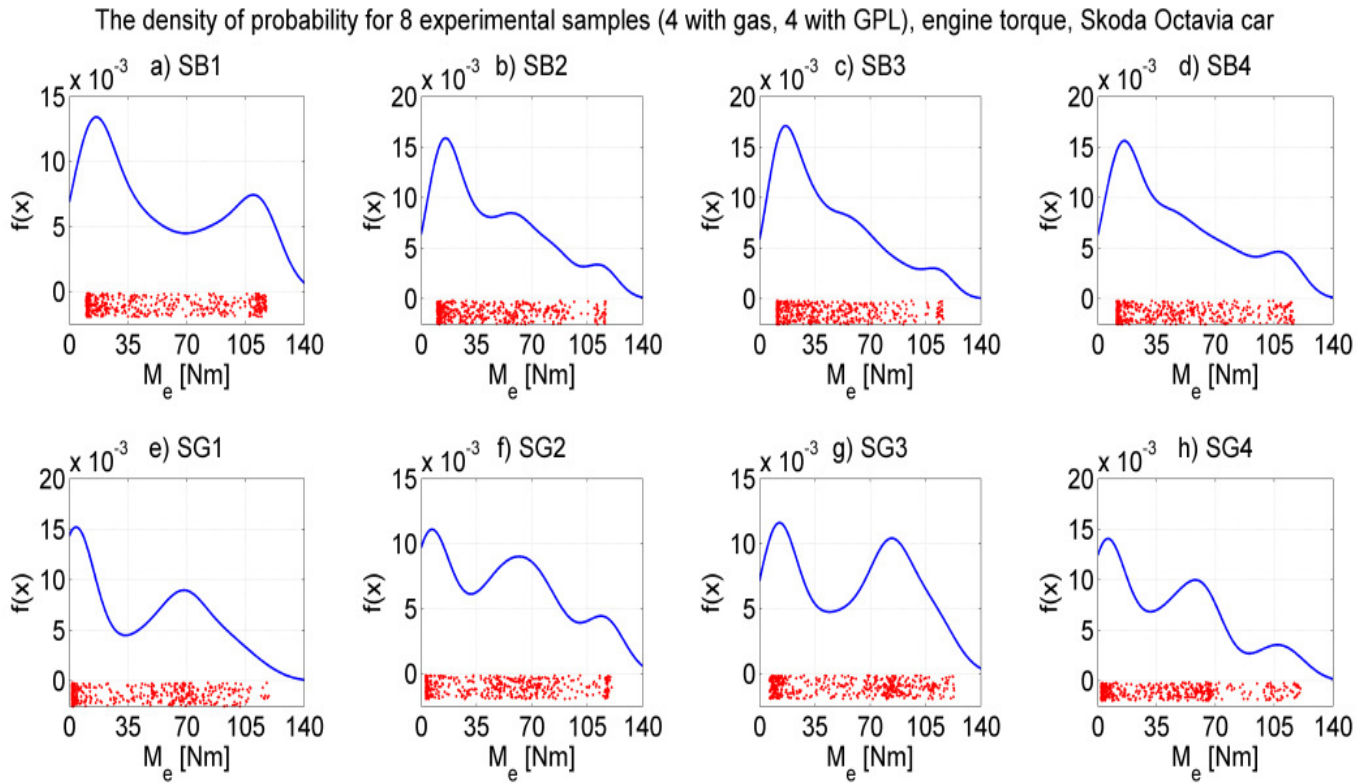 The density of probability for 8 experimental samples (4 with gas, 4 with GPL), engine torque, Skoda Octavia car
x 10⁻³ a) SB1
15
10
5
0
f(x)
0 35 70 105 140
M_e [Nm]
x 10⁻³ b) SB2
20
15
10
5
0
f(x)
0 35 70 105 140
M_e [Nm]
x 10⁻³ c) SB3
20
15
10
5
0
f(x)
0 35 70 105 140
M_e [Nm]
x 10⁻³ d) SB4
20
15
10
5
0
f(x)
0 35 70 105 140
M_e [Nm]
x 10⁻³ e) SG1
20
15
10
5
0
f(x)
0 35 70 105 140
M_e [Nm]
x 10⁻³ f) SG2
15
10
5
0
f(x)
0 35 70 105 140
M_e [Nm]
x 10⁻³ g) SG3
15
10
5
0
f(x)
0 35 70 105 140
M_e [Nm]
x 10⁻³ h) SG4
20
15
10
5
0
f(x)
0 35 70 105 140
M_e [Nm]